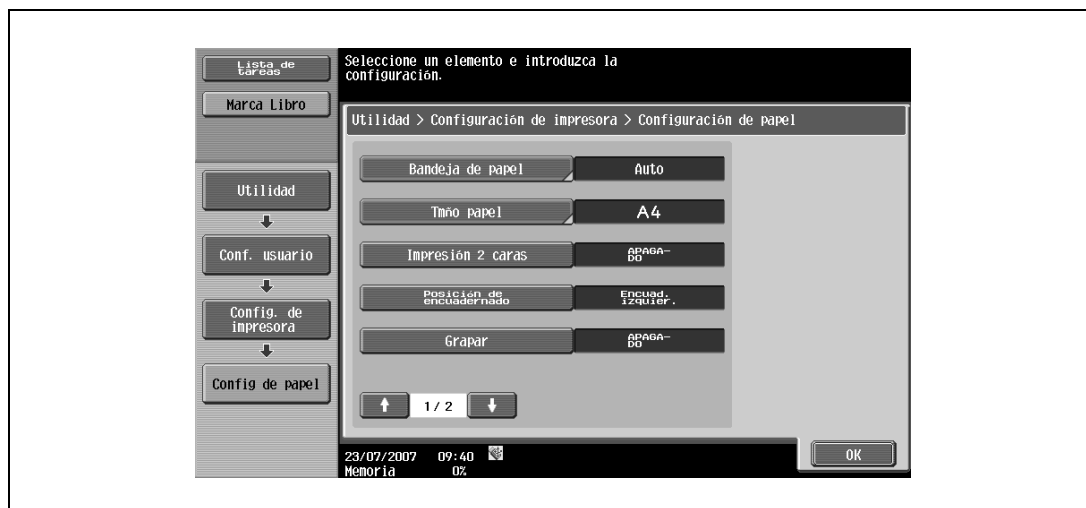 Lista de
tareas
Marca Libro
Utilidad
Conf. usuario
Config. de
impresora
Config de papel
Seleccione un elemento e introduzca la
configuración.
Utilidad > Configuración de impresora > Configuración de papel
Bandeja de papel
Auto
Tmño papel
A4
Impresión 2 caras
APAGA-
DO
Posición de
encuadernado
Encuad.
izquier.
Grapar
APAGA-
DO
1/2
23/07/2007 09:40
Memoria 0%
OK